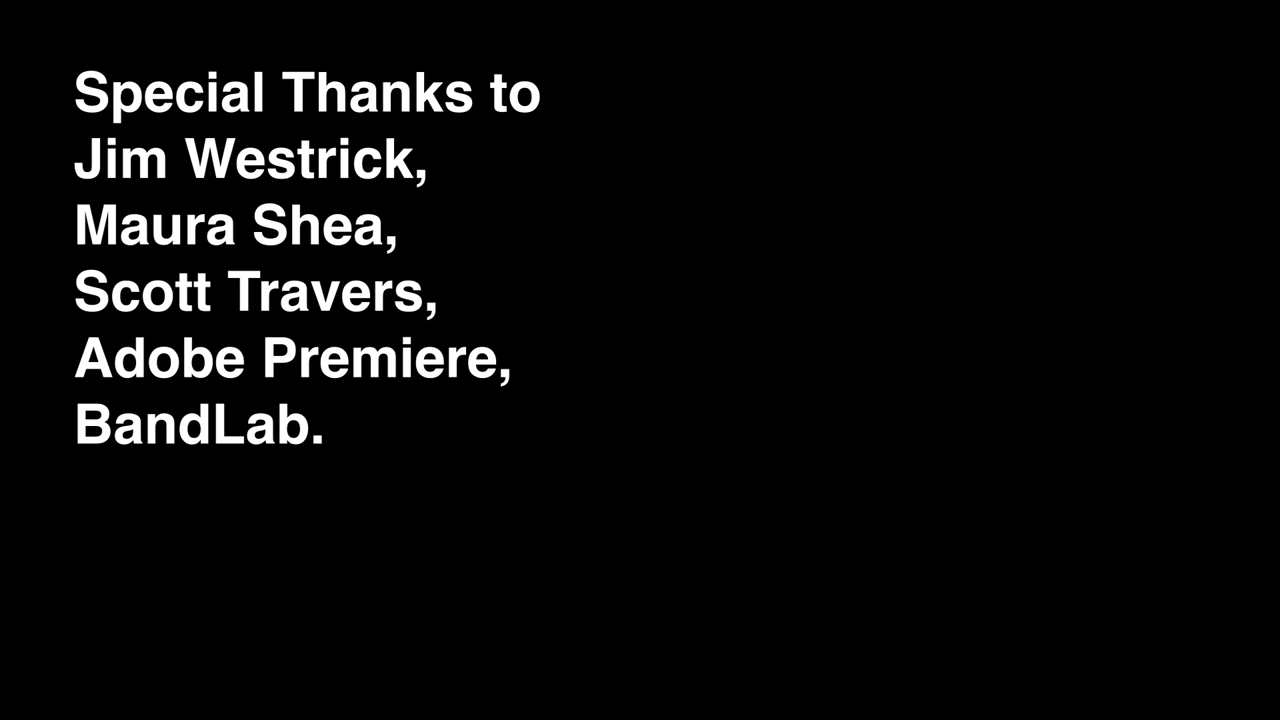 Special Thanks to
Jim Westrick,
Maura Shea,
Scott Travers,
Adobe Premiere,
BandLab.